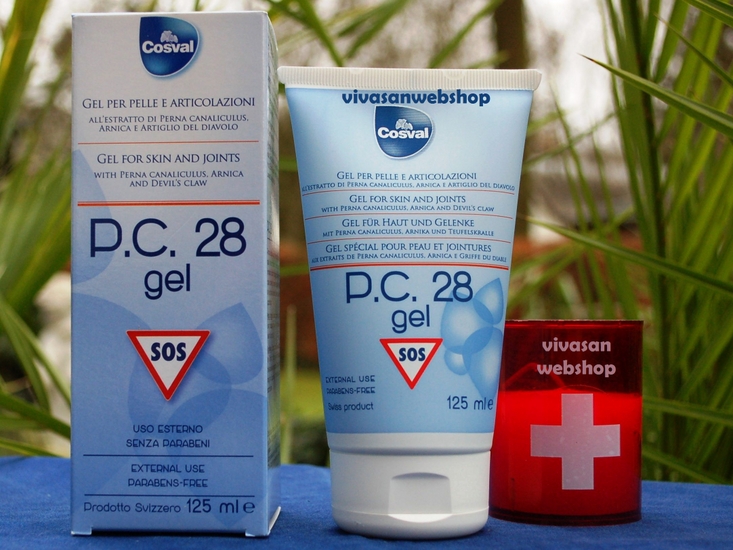 Cosval
GEL PER PELLE E ARTICOLAZIONI
ALL'ESTRATTO DI PERNA CANALICULUS,
ARNICA E ARTIGLIO DEL DIAVOLO
GEL FOR SKIN AND JOINTS
WITH PERNA CANALICULUS, ARNICA
AND DEVIL'S CLAW
P.C. 28
gel
SOS
USO ESTERNO
SENZA PARABENI
EXTERNAL USE
PARABENS-FREE
Prodotto Svizzero 125 ml e
vivasanwebshop
Cosval
GEL PER PELLE E ARTICOLAZIONI
ALL'ESTRATTO DI PERNA CANALICULUS, ARNICA E ARTIGLIO DEL DIAVOLO
GEL FOR SKIN AND JOINTS
WITH PERNA CANALICULUS, ARNICA AND DEVIL'S CLAW
GEL FÜR HAUT UND GELENKE
MIT PERNA CANALICULUS, ARNIKA UND TEUFELSKRALLE
GEL SPÉCIAL POUR PEAU ET JOINTURES
AUX EXTRAITS DE PERNA CANALICULUS, ARNICA E GRIFFE DU DIABLE
P.C. 28
gel
SOS
EXTERNAL USE
PARABENS-FREE
Swiss product 125 ml e
vivasan
webshop